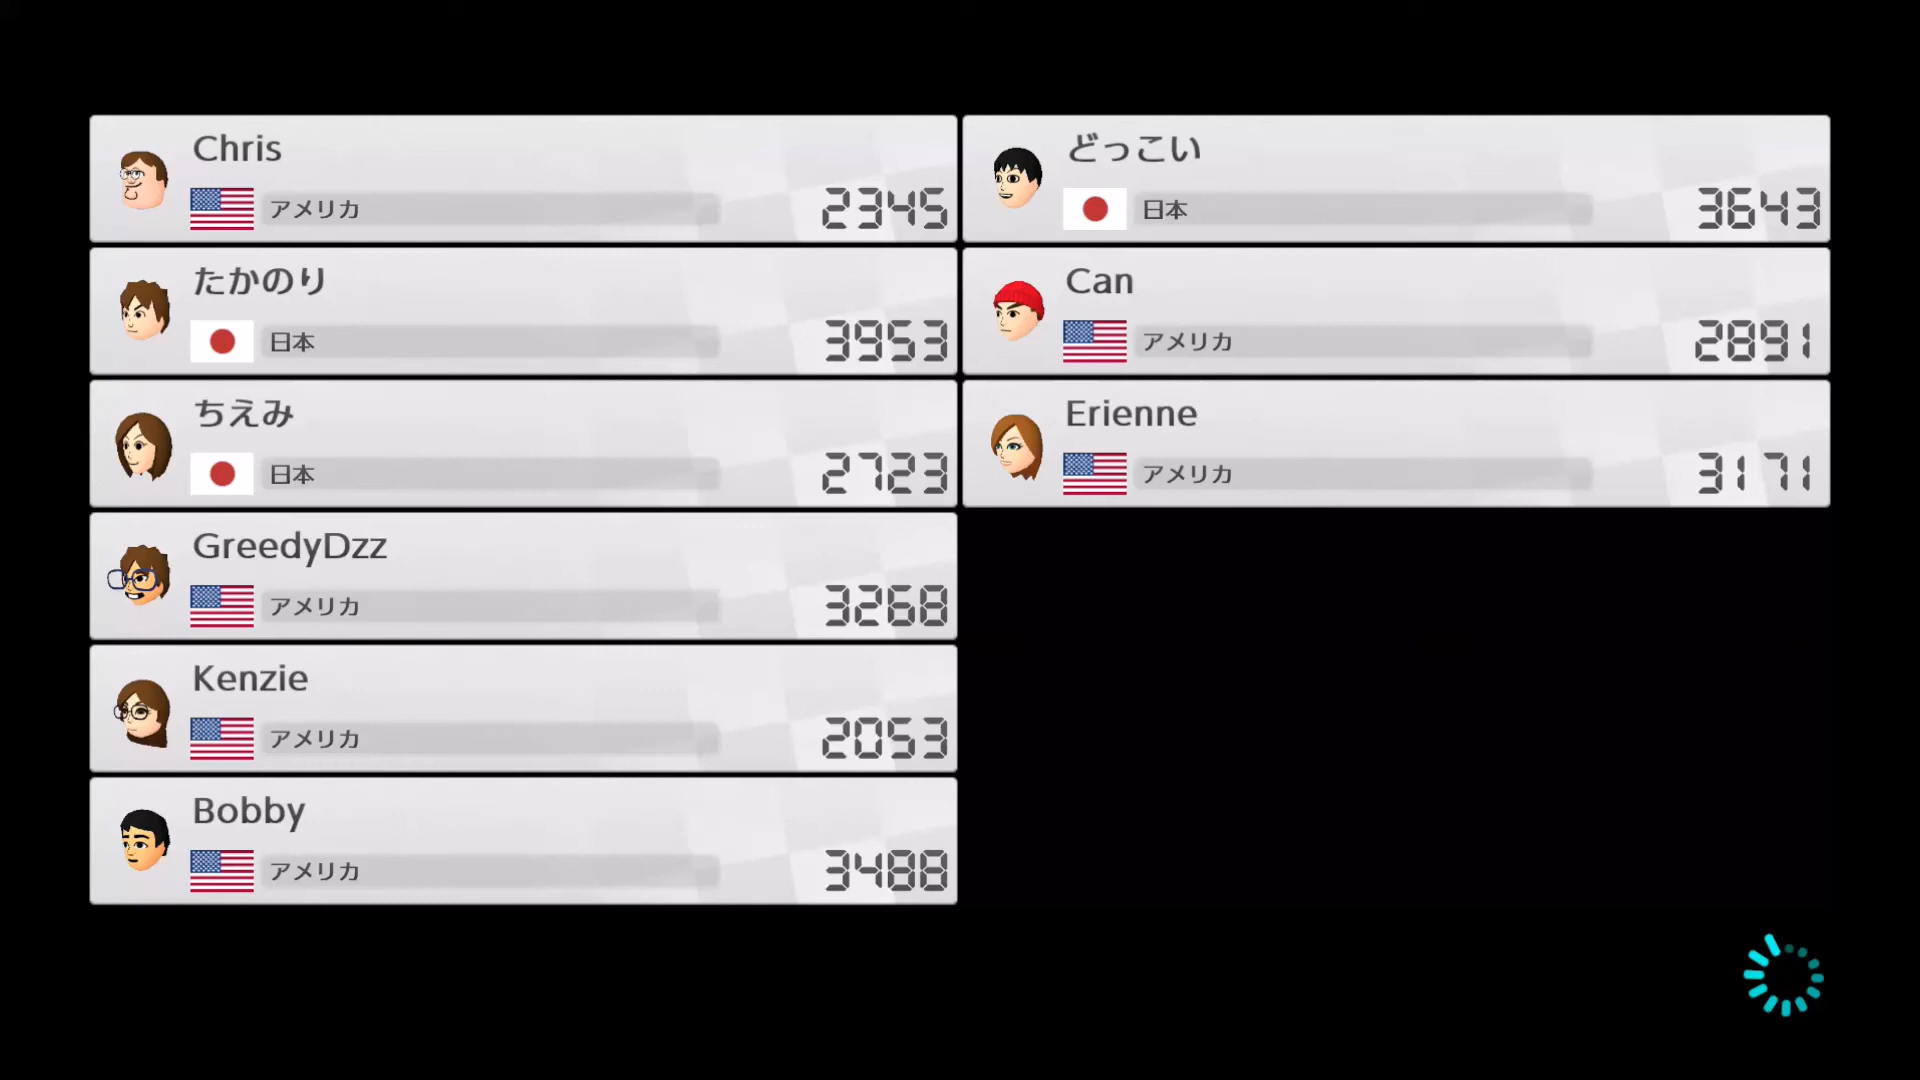 Chris
アメリカ 2345
たかのり
日本 3953
ちえみ
日本 2723
GreedyDzz
アメリカ 3268
Kenzie
アメリカ 2053
Bobby
アメリカ 3488
どっこい
日本 3643
Can
アメリカ 2891
Erienne
アメリカ 3171